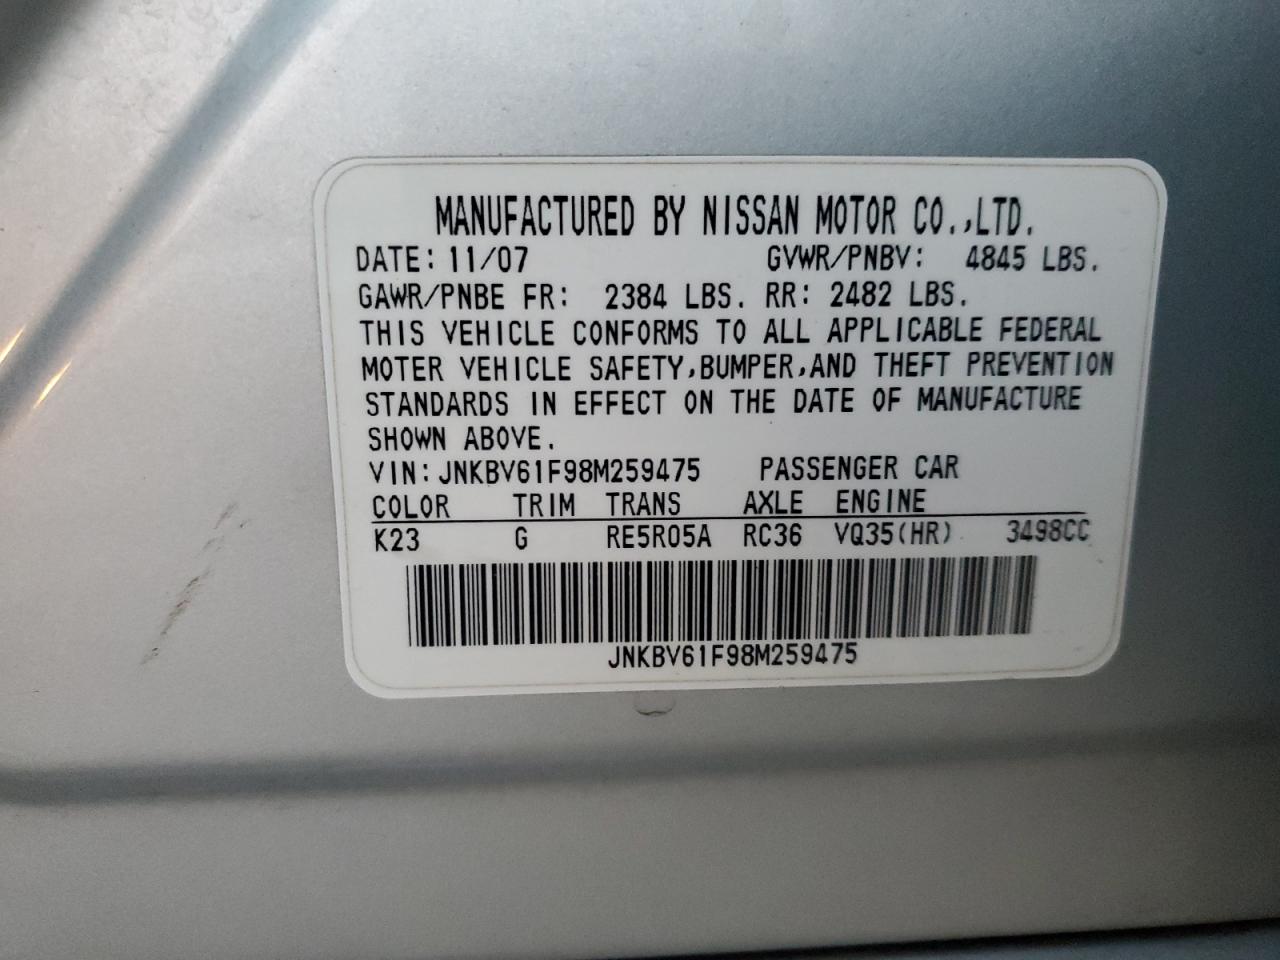 MANUFACTURED BY NISSAN MOTOR CO.,LTD.
DATE: 11/07 GVWR/PNBV: 4845 LBS.
GAWR/PNBE FR: 2384 LBS. RR: 2482 LBS.
THIS VEHICLE CONFORMS TO ALL APPLICABLE FEDERAL
MOTER VEHICLE SAFETY,BUMPER,AND THEFT PREVENTION
STANDARDS IN EFFECT ON THE DATE OF MANUFACTURE
SHOWN ABOVE.
VIN: JNKBV61F98M259475 PASSENGER CAR
COLOR TRIM TRANS AXLE ENGINE
K23 G RE5R05A RC36 VQ35(HR) 3498CC
JNKBV61F98M259475